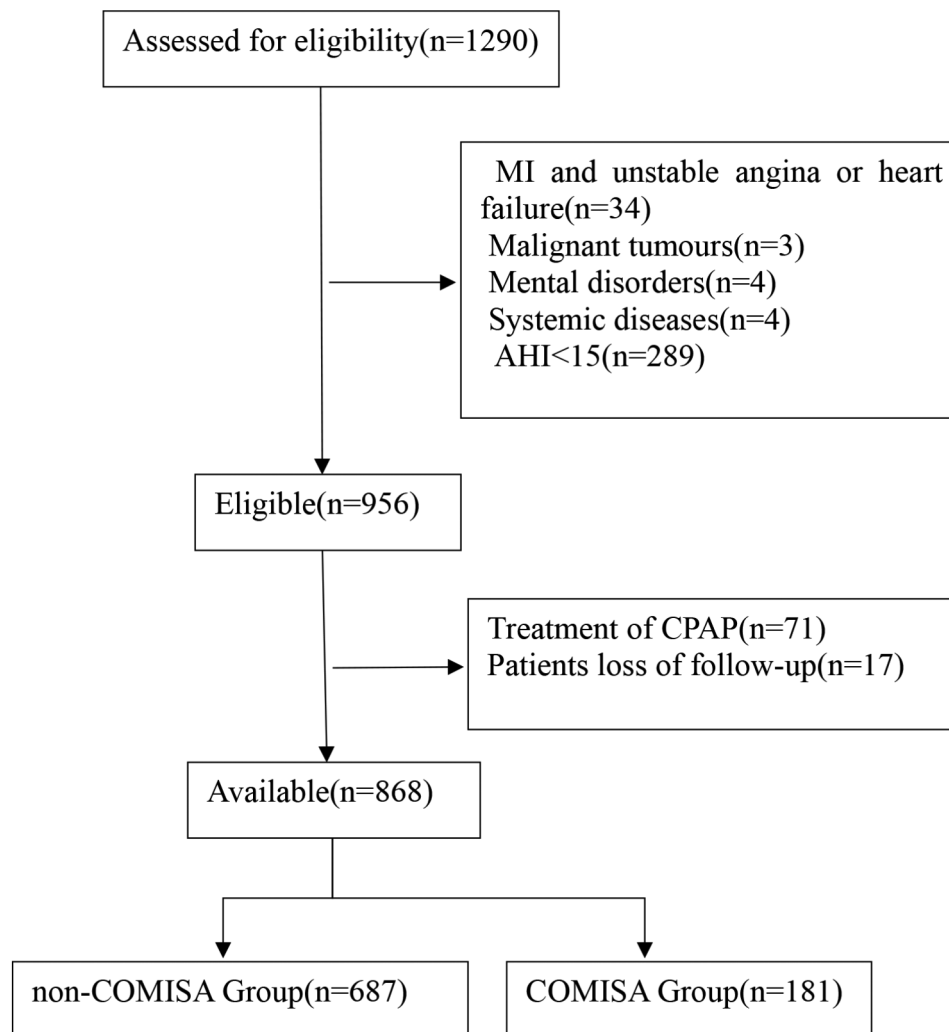 Assessed for eligibility(n=1290)
MI and unstable angina or heart
failure(n=34)
Malignant tumours(n=3)
Mental disorders(n=4)
Systemic diseases(n=4)
AHI<15(n=289)
Eligible(n=956)
Treatment of CPAP(n=71)
Patients loss of follow-up(n=17)
Available(n=868)
non-COMISA Group(n=687)
COMISA Group(n=181)